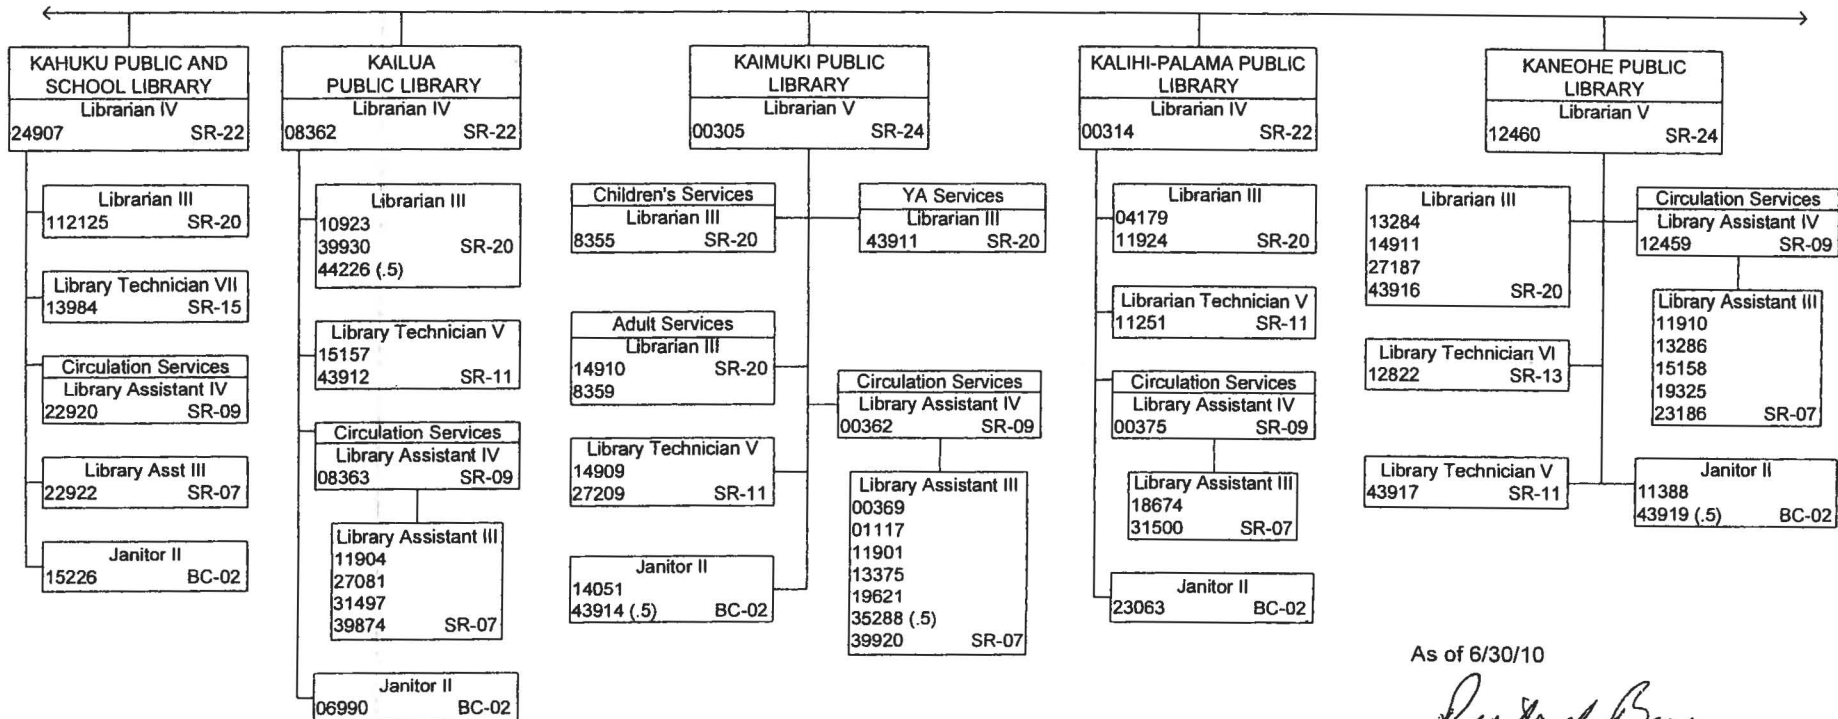 KAHUKU PUBLIC AND
SCHOOL LIBRARY
Librarian IV
24907 SR-22
Librarian III
112125 SR-20
Library Technician VII
13984 SR-15
Circulation Services
Library Assistant IV
22920 SR-09
Library Asst III
22922 SR-07
Janitor II
15226 BC-02
KAILUA
PUBLIC LIBRARY
Librarian IV
08362 SR-22
Librarian III
10923
39930 SR-20
44226 (.5)
Library Technician V
15157
43912 SR-11
Circulation Services
Library Assistant IV
08363 SR-09
Library Assistant III
11904
27081
31497
39874 SR-07
Janitor II
06990 BC-02
KAIMUKI PUBLIC
LIBRARY
Librarian V
00305 SR-24
Children's Services
Librarian III
8355 SR-20
YA Services
Librarian III
43911 SR-20
Adult Services
Librarian III
14910 SR-20
8359
Circulation Services
Library Assistant IV
00362 SR-09
Library Technician V
14909
27209 SR-11
Library Assistant III
00369
01117
11901
13375
19621
35288 (.5)
39920 SR-07
Janitor II
14051
43914 (.5) BC-02
KALIHI-PALAMA PUBLIC
LIBRARY
Librarian IV
00314 SR-22
Librarian III
04179
11924 SR-20
Librarian Technician V
11251 SR-11
Circulation Services
Library Assistant IV
00375 SR-09
Library Assistant III
18674
31500 SR-07
Janitor II
23063 BC-02
KANEOHE PUBLIC
LIBRARY
Librarian V
12460 SR-24
Librarian III
13284
14911
27187
43916 SR-20
Circulation Services
Library Assistant IV
12459 SR-09
Library Assistant III
11910
13286
15158
19325
23186 SR-07
Library Technician VI
12822 SR-13
Library Technician V
43917 SR-11
Janitor II
11388
43919 (.5) BC-02
As of 6/30/10